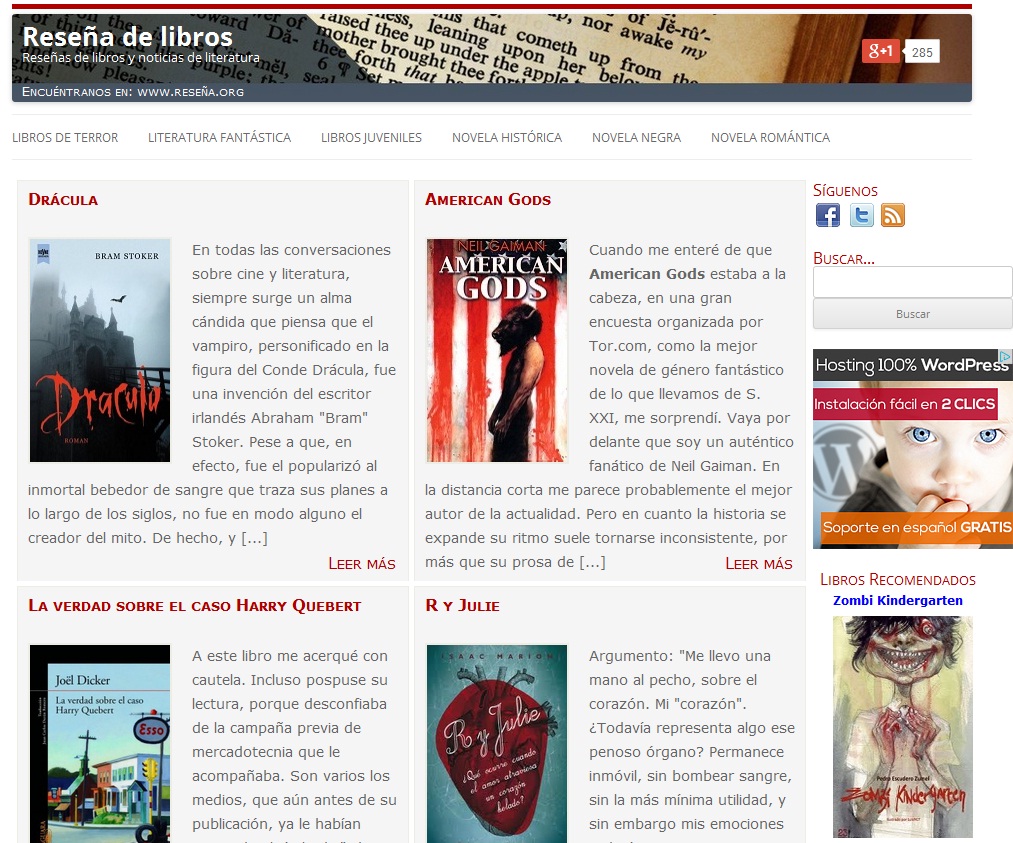 Reseña de libros
Reseñas de libros y noticias de literatura
Encuéntranos en: www.reseña.org
g+1 285
LIBROS DE TERROR LITERATURA FANTÁSTICA LIBROS JUVENILES NOVELA HISTÓRICA NOVELA NEGRA NOVELA ROMÁNTICA
Drácula
BRAM STOKER
Dracula
ROMAN
En todas las conversaciones
sobre cine y literatura,
siempre surge un alma
cándida que piensa que el
vampiro, personificado en la
figura del Conde Drácula, fue
una invención del escritor
irlandés Abraham "Bram"
Stoker. Pese a que, en
efecto, fue el popularizó al
inmortal bebedor de sangre que traza sus planes a
lo largo de los siglos, no fue en modo alguno el
creador del mito. De hecho, y [...]
Leer más
American Gods
NEIL GAIMAN
AMERICAN
GODS
Cuando me enteré de que
American Gods estaba a la
cabeza, en una gran
encuesta organizada por
Tor.com, como la mejor
novela de género fantástico
de lo que llevamos de S.
XXI, me sorprendí. Vaya por
delante que soy un auténtico
fanático de Neil Gaiman. En
la distancia corta me parece probablemente el mejor
autor de la actualidad. Pero en cuanto la historia se
expande su ritmo suele tornarse inconsistente, por
más que su prosa de [...]
Leer más
La verdad sobre el caso Harry Quebert
Joël Dicker
La verdad sobre el caso
Harry Quebert
Esso
A este libro me acerqué con
cautela. Incluso pospuse su
lectura, porque desconfiaba
de la campaña previa de
mercadotecnia que le
acompañaba. Son varios los
medios, que aún antes de su
publicación, ya le habían
R y Julie
ISAAC MARION
R y Julie
¿Qué ocurre cuando
el amor atraviesa
un corazón
helado?
Argumento: "Me llevo una
mano al pecho, sobre el
corazón. Mi "corazón".
¿Todavía representa algo ese
penoso órgano? Permanece
inmóvil, sin bombear sangre,
sin la más mínima utilidad, y
sin embargo mis emociones
Síguenos
Buscar...
Buscar
Hosting 100% WordPress
Instalación fácil en 2 CLICS
Soporte en español GRATIS
Libros Recomendados
Zombi Kindergarten
Pedro Escudero Zumel
Zombi Kindergarten